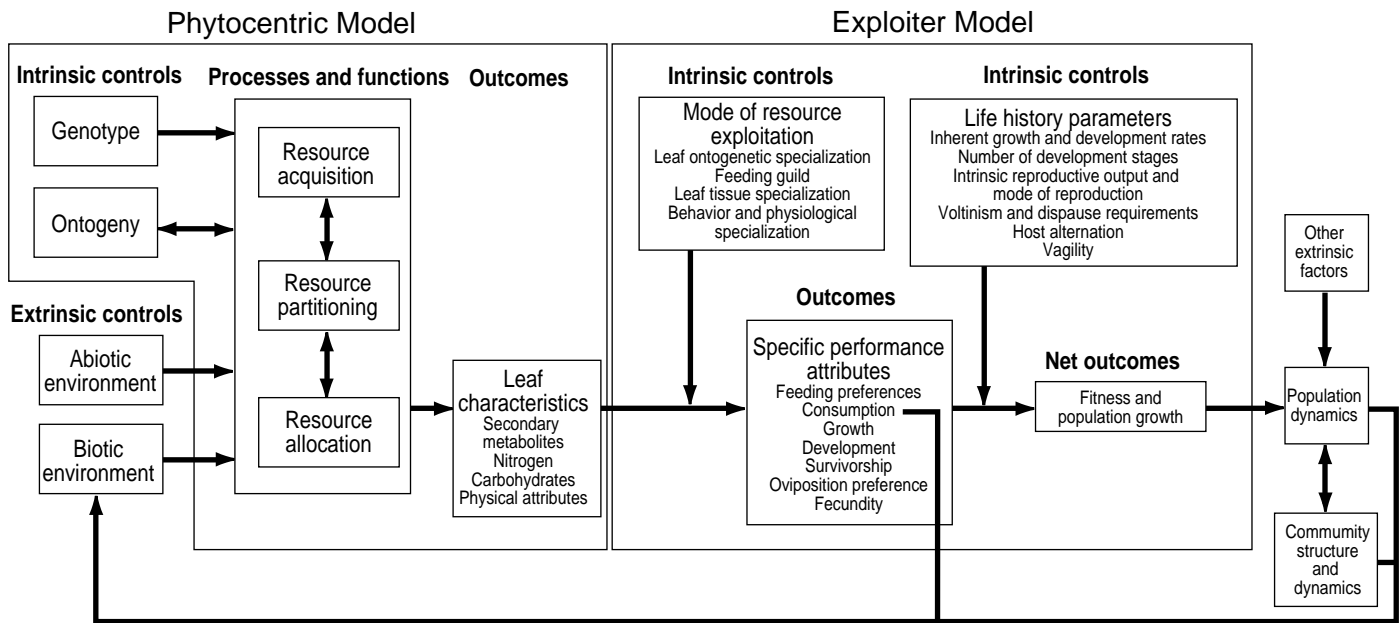 Phytocentric Model
Exploiter Model
Intrinsic controls
Genotype
Ontogeny
Extrinsic controls
Abiotic
environment
Biotic
environment
Processes and functions
Resource
acquisition
Resource
partitioning
Resource
allocation
Outcomes
Leaf
characteristics
Secondary
metabolites
Nitrogen
Carbohydrates
Physical attributes
Intrinsic controls
Mode of resource
exploitation
Leaf ontogenetic specialization
Feeding guild
Leaf tissue specialization
Behavior and physiological
specialization
Intrinsic controls
Life history parameters
Inherent growth and development rates
Number of development stages
Intrinsic reproductive output and
mode of reproduction
Voltinism and dispause requirements
Host alternation
Vagility
Outcomes
Specific performance
attributes
Feeding preferences
Consumption
Growth
Development
Survivorship
Oviposition preference
Fecundity
Net outcomes
Fitness and
population growth
Other
extrinsic
factors
Population
dynamics
Commumity
structure
and
dynamics